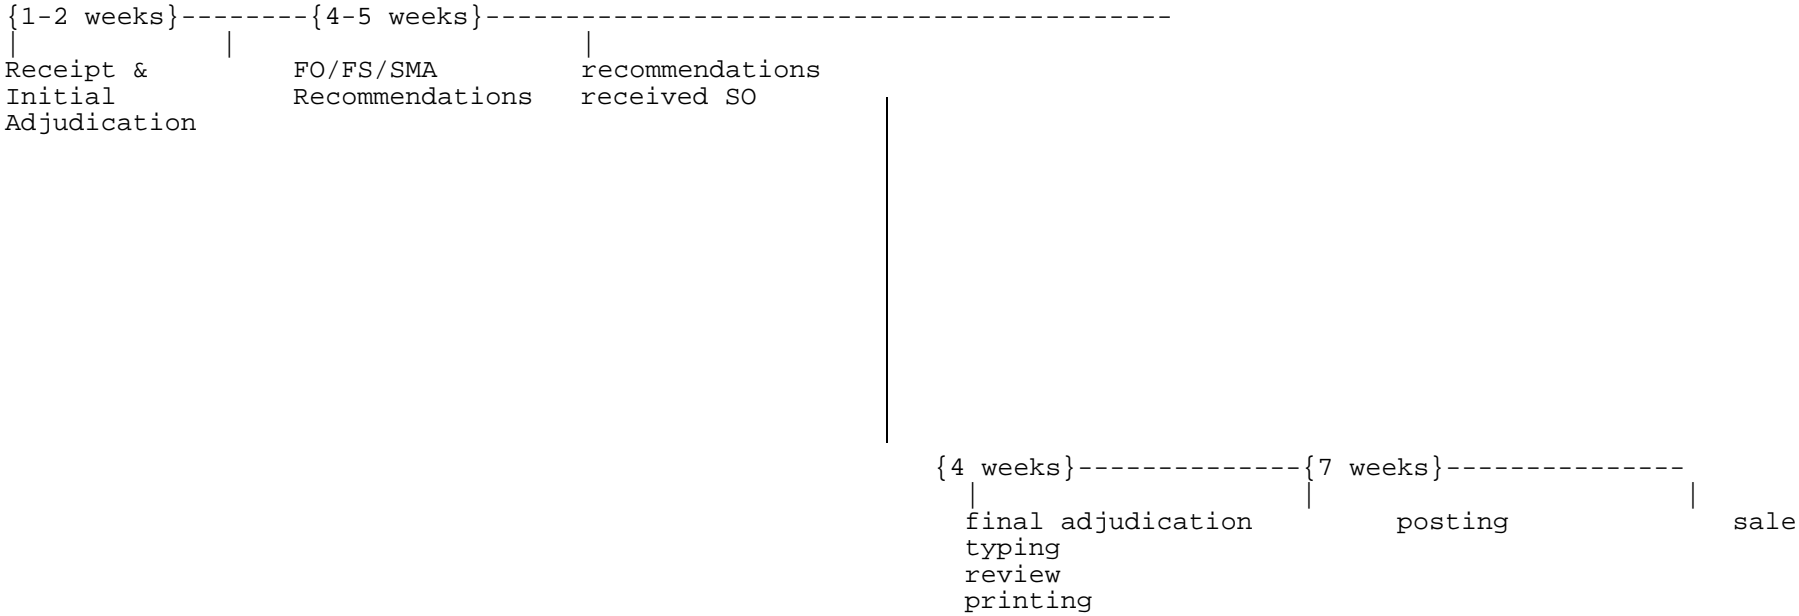 {1-2 weeks}--------{4-5 weeks}-------------------------------------------
| | |
Receipt & FO/FS/SMA recommendations
Initial Recommendations received SO
Adjudication
{4 weeks}--------------{7 weeks}---------------
| | |
final adjudication posting sale
typing
review
printing